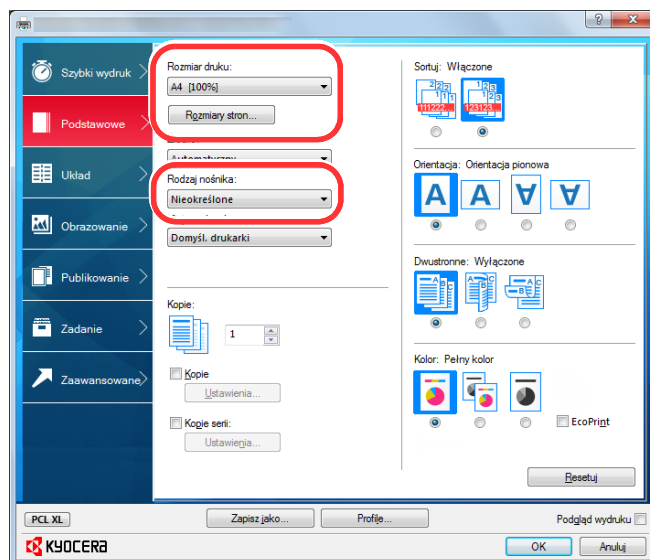 Szybki wydruk
Podstawowe
Układ
Obrazowanie
Publikowanie
Zadanie
Zaawansowane
Rozmiar druku:
A4 [100%]
Rozmiary stron...
Automatyczny
Rodzaj nośnika:
Nieokreślone
Domyśl. drukarki
Kopie:
1
Kopie
Ustawienia...
Kopie serii:
Ustawienia...
Sortuj: Włączone
111222...
123123...
Orientacja: Orientacja pionowa
A A A A
Dwustronne: Wyłączone
A B C
A B C
A B C
Kolor: Pełny kolor
EcoPrint
Resetuj
PCL XL
Zapisz jako...
Profile...
Podgląd wydruku
KYOCERA
OK
Anuluj